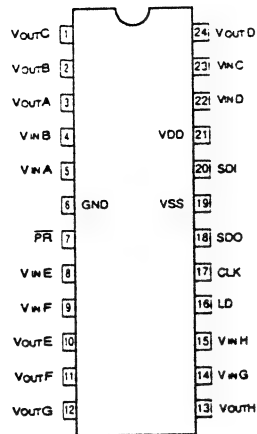 VOUTC 1 24 VOUTD
VOUTB 2 23 VINC
VOUTA 3 22 VIND
VINB 4 VDD 21
VINA 5 20 SDI
6 GND VSS 19
PR 7 18 SDO
VINE 8 17 CLK
VINF 9 16 LD
VOUTE 10 15 VINH
VOUTF 11 14 VING
VOUTG 12 13 VOUTH